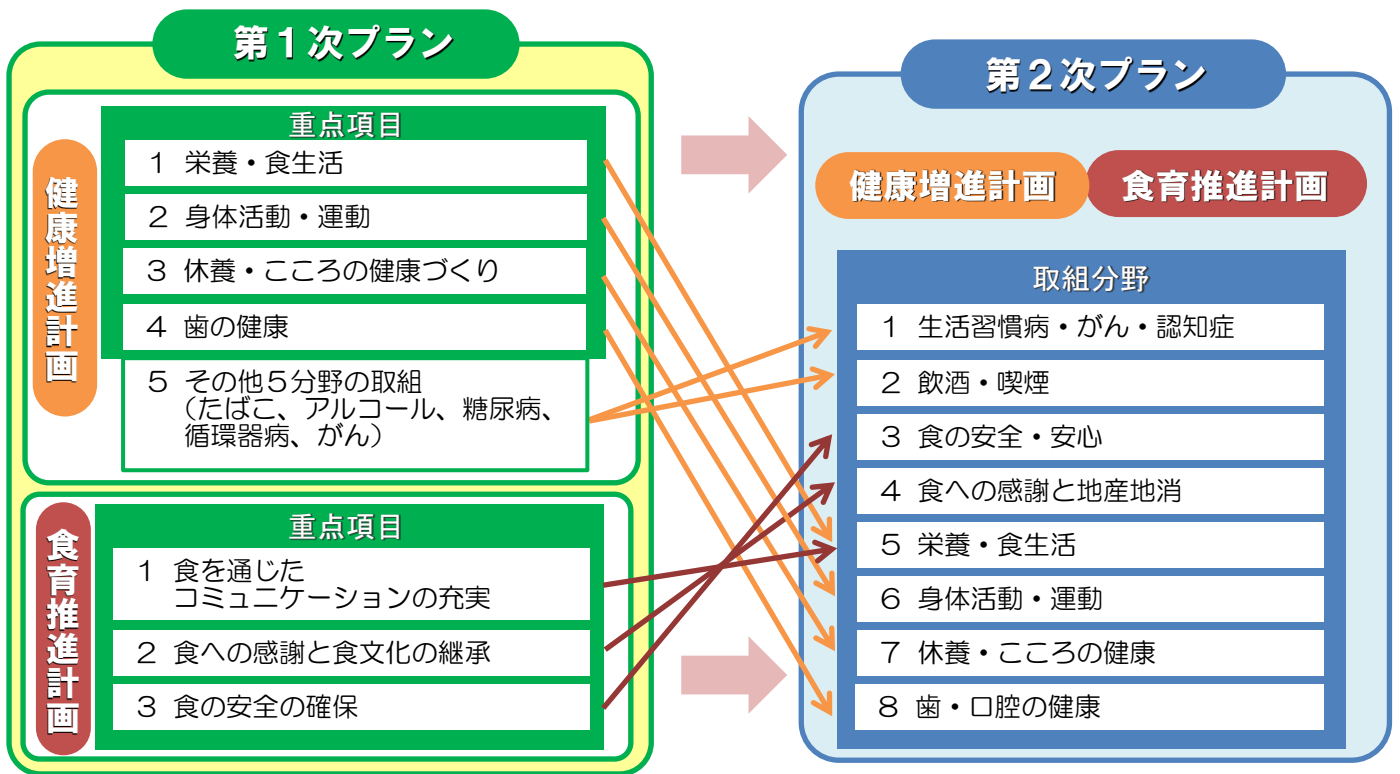 第１次プラン
健康増進計画
重点項目
１ 栄養・食生活
２ 身体活動・運動
３ 休養・こころの健康づくり
４ 歯の健康
５ その他５分野の取組
（たばこ、アルコール、糖尿病、
循環器病、がん）
食育推進計画
重点項目
１ 食を通じた
コミュニケーションの充実
２ 食への感謝と食文化の継承
３ 食の安全の確保
第２次プラン
健康増進計画
食育推進計画
取組分野
１ 生活習慣病・がん・認知症
２ 飲酒・喫煙
３ 食の安全・安心
４ 食への感謝と地産地消
５ 栄養・食生活
６ 身体活動・運動
７ 休養・こころの健康
８ 歯・口腔の健康